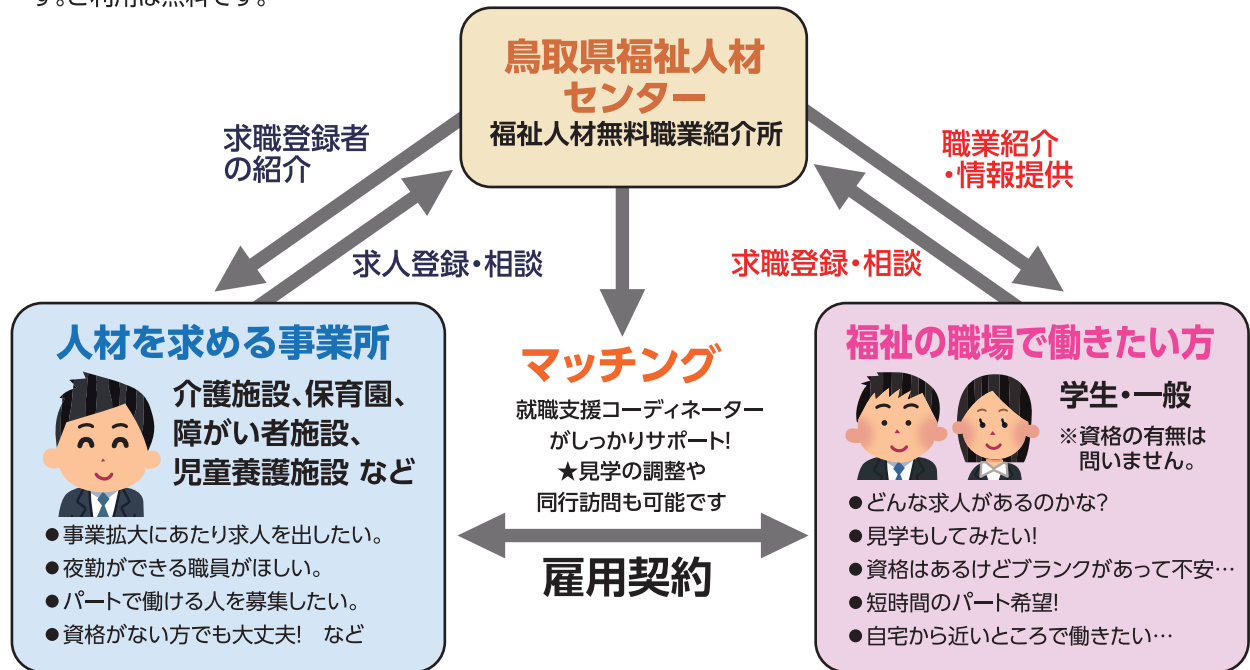 す。ご利用は無料です。
鳥取県福祉人材
センター
福祉人材無料職業紹介所
求職登録者
の紹介
職業紹介
・情報提供
求人登録・相談
求職登録・相談
人材を求める事業所
介護施設、保育園、
障がい者施設、
児童養護施設 など
●事業拡大にあたり求人を出したい。
●夜勤ができる職員がほしい。
●パートで働ける人を募集したい。
●資格がない方でも大丈夫!　など
マッチング
就職支援コーディネーター
がしっかりサポート!
★見学の調整や
同行訪問も可能です
雇用契約
福祉の職場で働きたい方
学生・一般
※資格の有無は
問いません。
●どんな求人があるのかな?
●見学もしてみたい!
●資格はあるけどブランクがあって不安…
●短時間のパート希望!
●自宅から近いところで働きたい…